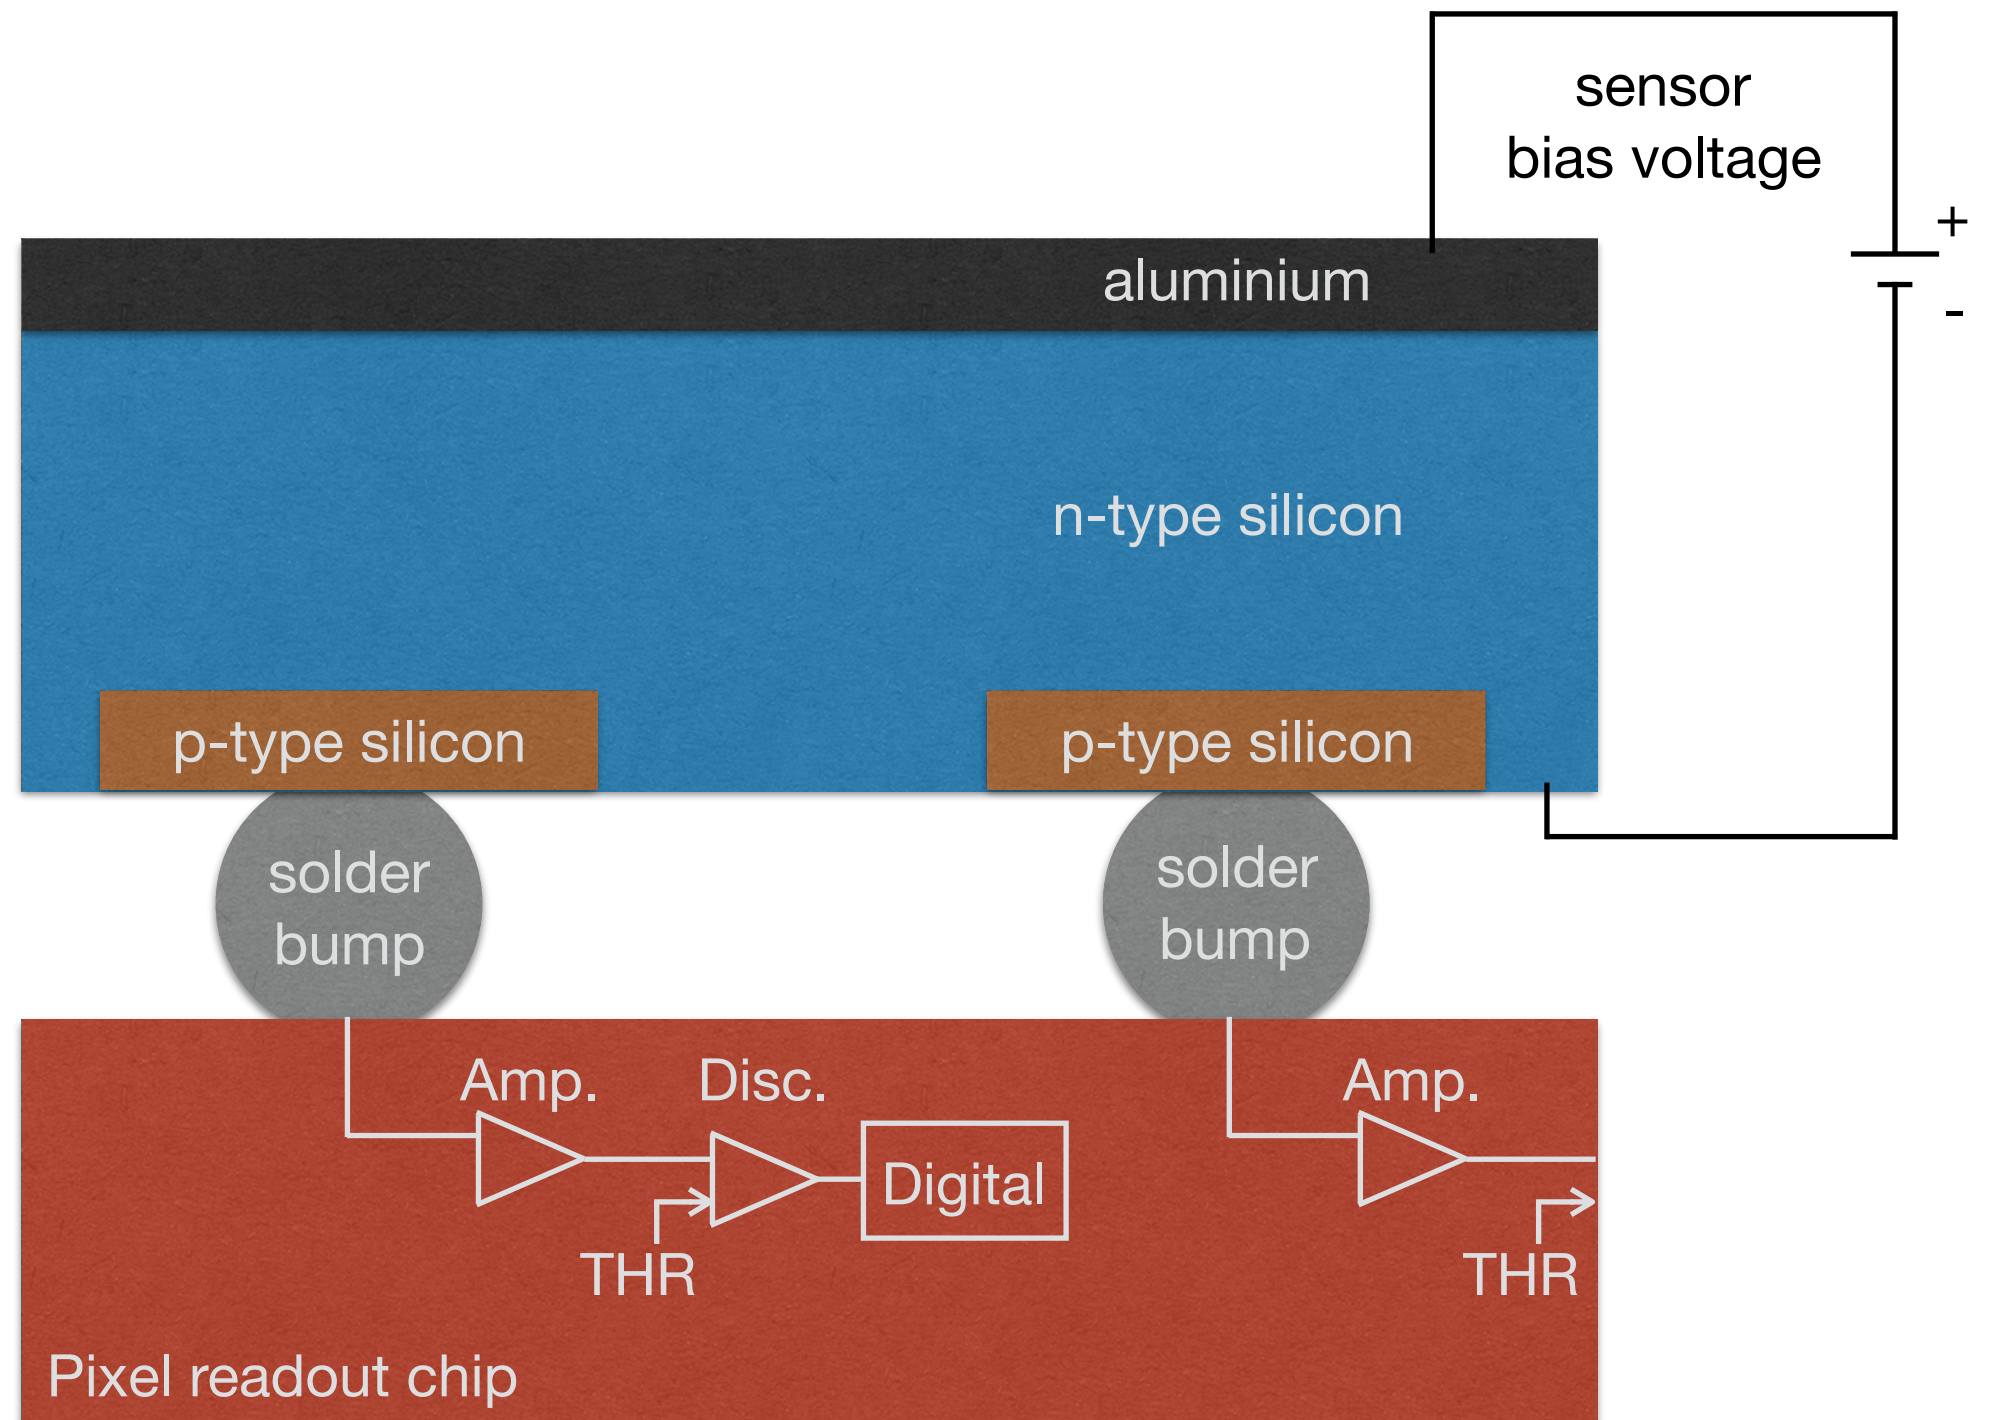 sensor
bias voltage
+
-
aluminium
n-type silicon
p-type silicon
p-type silicon
solder
bump
solder
bump
Amp.
Disc.
Digital
THR
Amp.
THR
Pixel readout chip